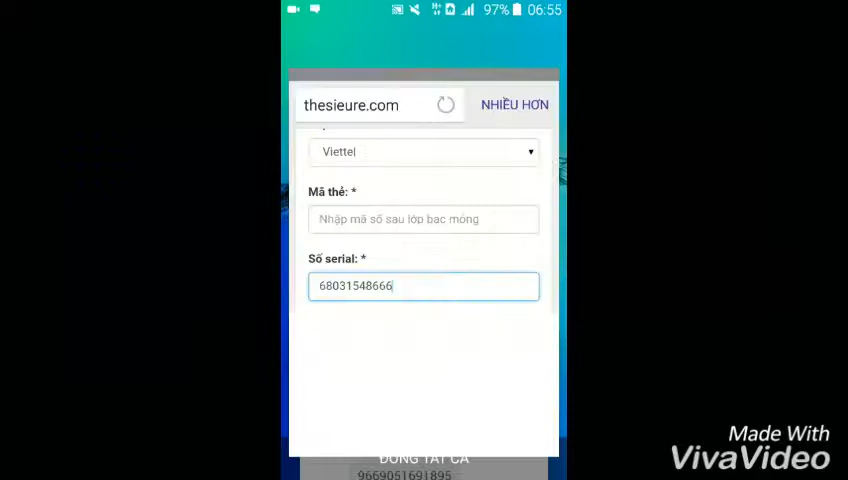 97% 06:55
thesieure.com
NHIỀU HƠN
Viettel
Mã thẻ: *
Nhập mã số sau lớp bạc mỏng
Số serial: *
68031548666
ĐÓNG TẤT CẢ
9669051691895
Made With
VivaVideo